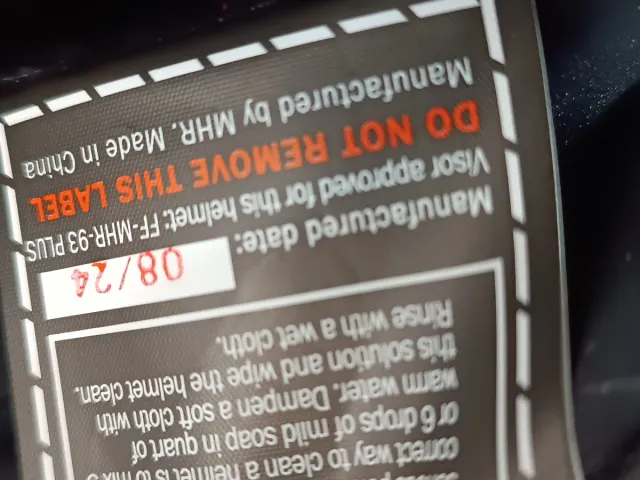 correct way to clean a helmet is to mix
or 6 drops of mild soap in quart of
warm water. Dampen a soft cloth with
this solution and wipe the helmet clean.
Rinse with a wet cloth.
Manufactured date: 08/24
Visor approved for this helmet: FF-MHR-93 PLUS
DO NOT REMOVE THIS LABEL
Manufactured by MHR. Made in China